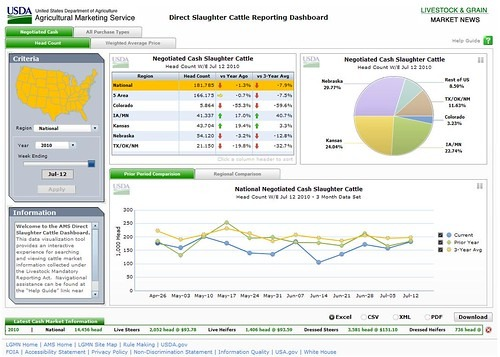 USDA United States Department of Agriculture
Agricultural Marketing Service
Direct Slaughter Cattle Reporting Dashboard
LIVESTOCK & GRAIN
MARKET NEWS
Negotiated Cash
All Purchase Types
Head Count
Weighted Average Price
Help Guide ?
Criteria
Region National
Year 2010
Week Ending
Jul-12
Apply
Information
Welcome to the AMS Direct
Slaughter Cattle Dashboard.
This data visualization tool
provides an interactive
experience for searching
and viewing cattle market
information collected under
the Livestock Mandatory
Reporting Act. Navigational
assistance can be found at
the "Help Guide" link near
USDA
Negotiated Cash Slaughter Cattle
Head Count W/E Jul 12 2010
Region Head Count vs Year Ago vs 3-Year Avg
National 181,785 -1.3% -7.9%
5 Area 166,175 -0.7% -7.5%
Colorado 5,864 -55.3% -59.6%
IA/MN 41,337 17.0% 40.7%
Kansas 43,704 19.4% 3.3%
Nebraska 54,120 -3.2% -12.8%
TX/OK/NM 21,150 -19.8% -32.7%
Click a column header to sort
USDA
Negotiated Cash Slaughter Cattle
Head Count W/E Jul 12 2010
Nebraska
29.77%
Rest of US
8.59%
TX/OK/NM
11.63%
Colorado
3.23%
IA/MN
22.74%
Kansas
24.04%
Prior Period Comparison
Regional Comparison
USDA
National Negotiated Cash Slaughter Cattle
Head Count W/E Jul 12 2010 - 3 Month Data Set
1,000 Head
300
250
200
150
100
50
0
Apr-26 May-03 May-10 May-17 May-24 May-31 Jun-07 Jun-14 Jun-21 Jun-28 Jul-05 Jul-12
Current
Prior Year
3-Year Avg
Excel CSV XML PDF Download
Latest Cash Market Information
2010 National 14,456 head Live Steers 2,052 head @ $93.78 Live Heifers 1,406 head @ $93.59 Dressed Steers 5,581 head @ $151.10 Dressed Heifers 736 head @
LGMN Home | AMS Home | LGMN Site Map | Rule Making | USDA.gov
FOIA | Accessibility Statement | Privacy Policy | Non-Discrimination Statement | Information Quality | USA.gov | White House